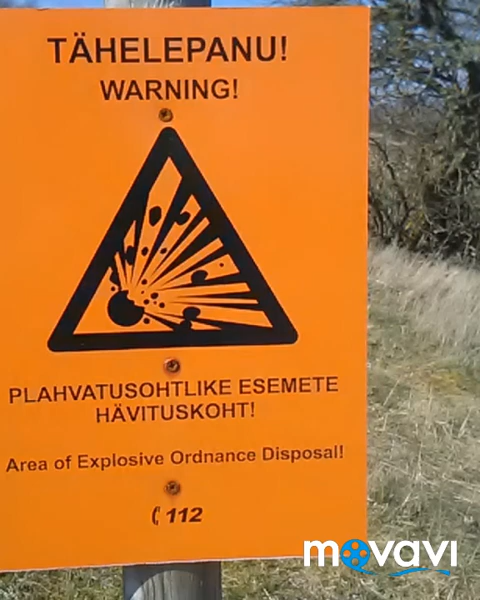 TÄHELEPANU!
WARNING!
PLAHVATUSOHTLIKE ESEMETE
HÄVITUSKOHT!
Area of Explosive Ordnance Disposal!
112
movavi